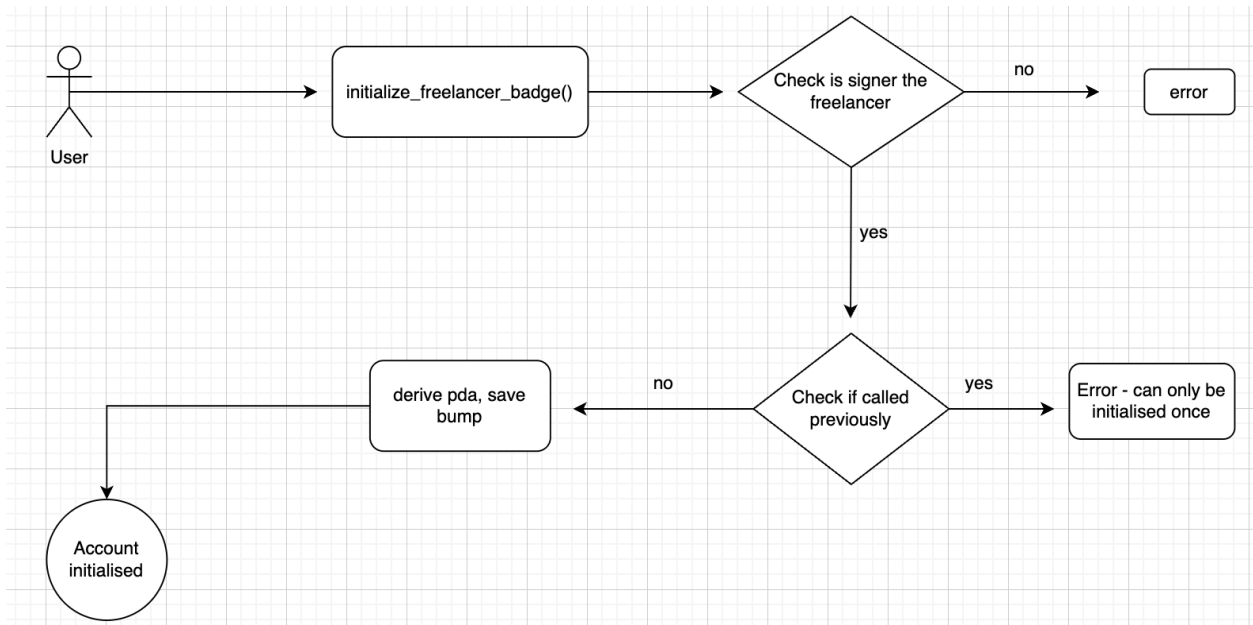 User
initialize_freelancer_badge()
Check is signer the
freelancer
no
error
yes
Check if called
previously
yes
Error - can only be
initialised once
no
derive pda, save
bump
Account
initialised